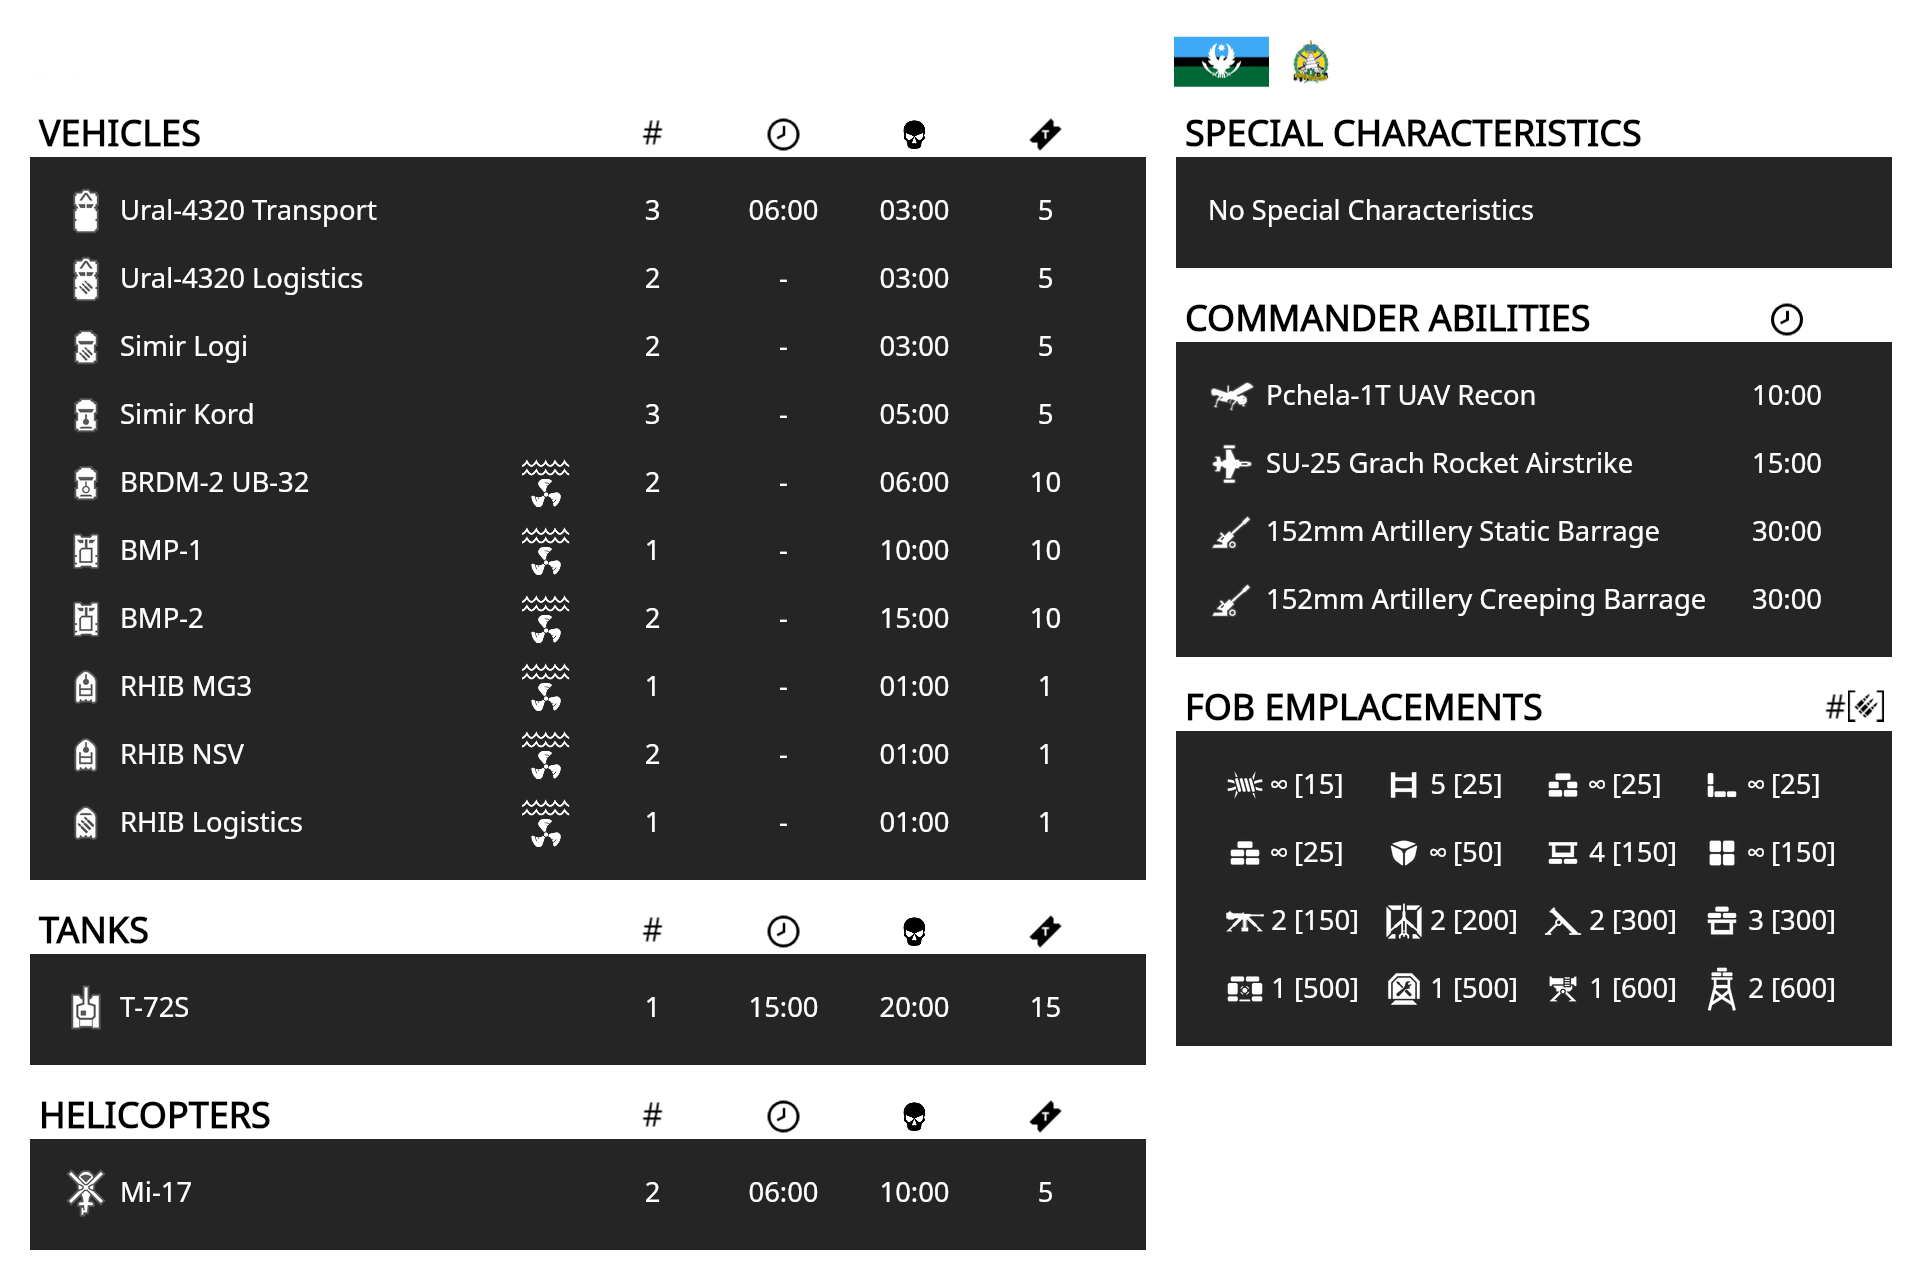 VEHICLES #
Ural-4320 Transport 3 06:00 03:00 5
Ural-4320 Logistics 2 - 03:00 5
Simir Logi 2 - 03:00 5
Simir Kord 3 - 05:00 5
BRDM-2 UB-32 2 - 06:00 10
BMP-1 1 - 10:00 10
BMP-2 2 - 15:00 10
RHIB MG3 1 - 01:00 1
RHIB NSV 2 - 01:00 1
RHIB Logistics 1 - 01:00 1
TANKS #
T-72S 1 15:00 20:00 15
HELICOPTERS #
Mi-17 2 06:00 10:00 5
SPECIAL CHARACTERISTICS
No Special Characteristics
COMMANDER ABILITIES
Pchela-1T UAV Recon 10:00
SU-25 Grach Rocket Airstrike 15:00
152mm Artillery Static Barrage 30:00
152mm Artillery Creeping Barrage 30:00
FOB EMPLACEMENTS #[]
∞ [15] 5 [25] ∞ [25] ∞ [25]
∞ [25] ∞ [50] 4 [150] ∞ [150]
2 [150] 2 [200] 2 [300] 3 [300]
1 [500] 1 [500] 1 [600] 2 [600]